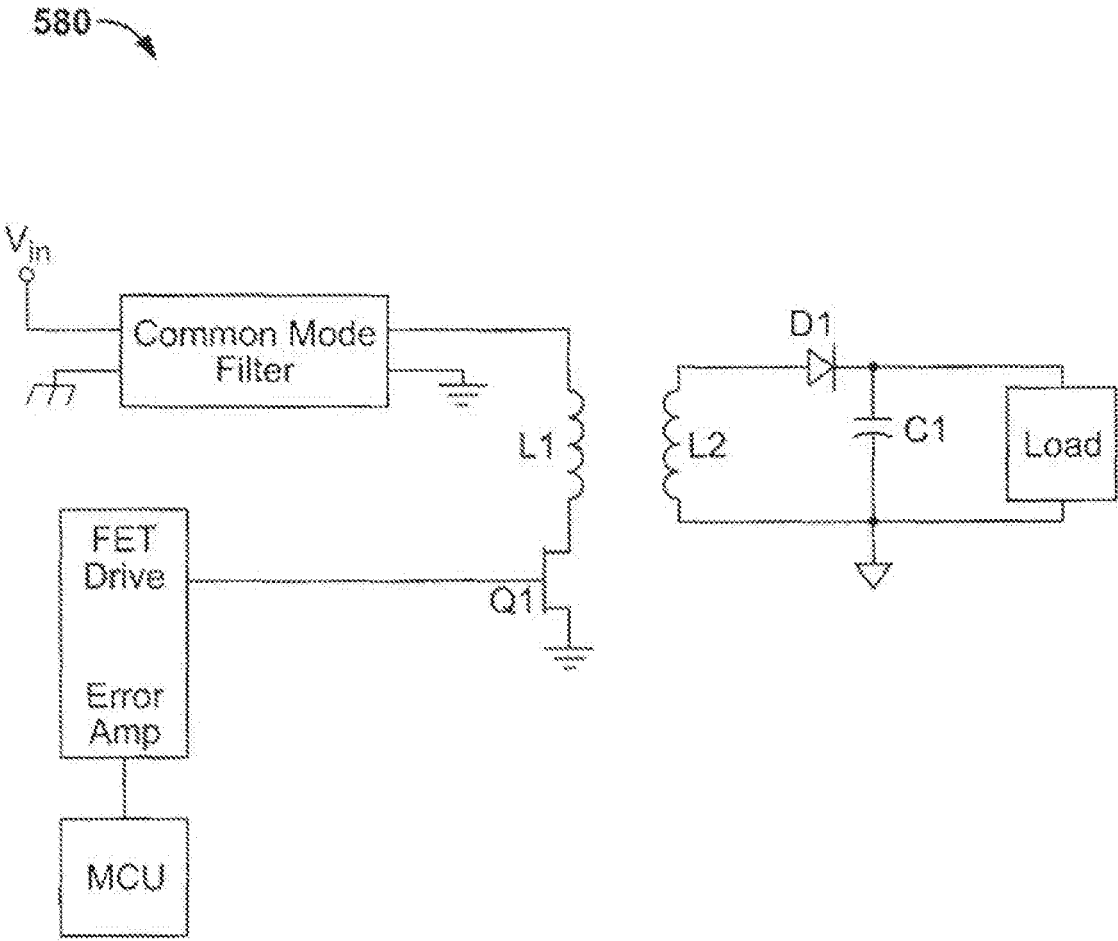 580
Vin
Common Mode
Filter
D1
L1
L2
C1
Load
FET
Drive
Q1
Error
Amp
MCU